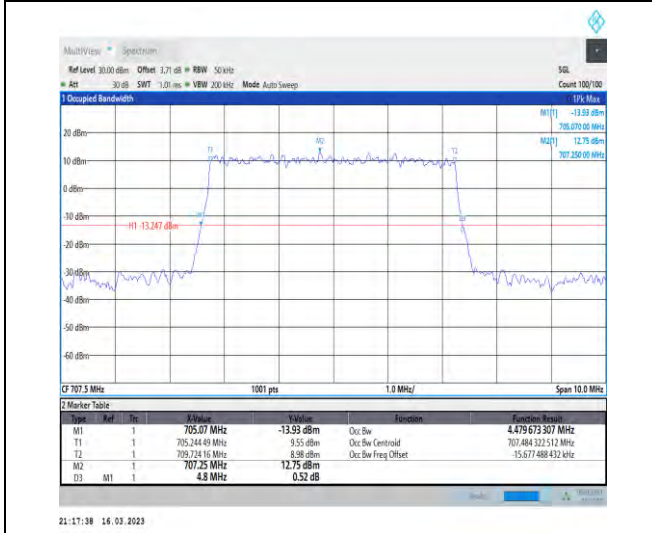 MultiView Spectrum
Ref Level 30.00 dBm Offset 3.71 dB RBW 50 kHz SGL
Att 30 dB SWT 1.01 ms VBW 200 kHz Mode Auto Sweep Count 100/100
1 Occupied Bandwidth 1Pk Max
M1[1] -13.93 dBm
705.070 00 MHz
M2[1] 12.75 dBm
707.250 00 MHz
20 dBm
T1 M2 T2
10 dBm
0 dBm
-10 dBm
H1 -13.247 dBm
-20 dBm
-30 dBm
-40 dBm
-50 dBm
-60 dBm
CF 707.5 MHz 1001 pts 1.0 MHz/ Span 10.0 MHz
2 Marker Table
Type Ref Trc X-Value Y-Value Function Function Result
M1 1 705.07 MHz -13.93 dBm Occ Bw 4.479 673 307 MHz
T1 1 705.244 49 MHz 9.55 dBm Occ Bw Centroid 707.484 322 512 MHz
T2 1 709.724 16 MHz 8.98 dBm Occ Bw Freq Offset -15.677 488 432 kHz
M2 1 707.25 MHz 12.75 dBm
D3 M1 1 4.8 MHz 0.52 dB
21:17:38 16.03.2023